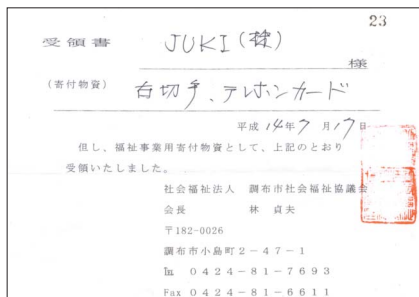 23
受領書 JUKI(株)
様
(寄付物資) 古切手、テレホンカード
平成 14年 7月 17日
但し、福祉事業用寄付物資として、上記のとおり
受領いたしました。
社会福祉法人 調布市社会福祉協議会
会長 林 貞夫
〒182-0026
調布市小島町2-47-1
℡ 0424-81-7693
Fax 0424-81-6611